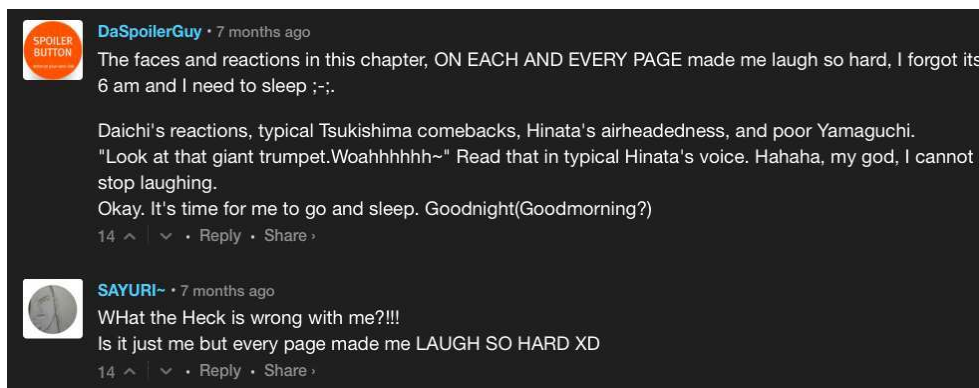 SPOILER
BUTTON
DaSpoilerGuy • 7 months ago
The faces and reactions in this chapter, ON EACH AND EVERY PAGE made me laugh so hard, I forgot its
6 am and I need to sleep ;-;.
Daichi's reactions, typical Tsukishima comebacks, Hinata's airheadedness, and poor Yamaguchi.
"Look at that giant trumpet.Woahhhhhh~" Read that in typical Hinata's voice. Hahaha, my god, I cannot
stop laughing.
Okay. It's time for me to go and sleep. Goodnight(Goodmorning?)
14 • Reply • Share ›
SAYURI~ • 7 months ago
WHat the Heck is wrong with me?!!!
Is it just me but every page made me LAUGH SO HARD XD
14 • Reply • Share ›